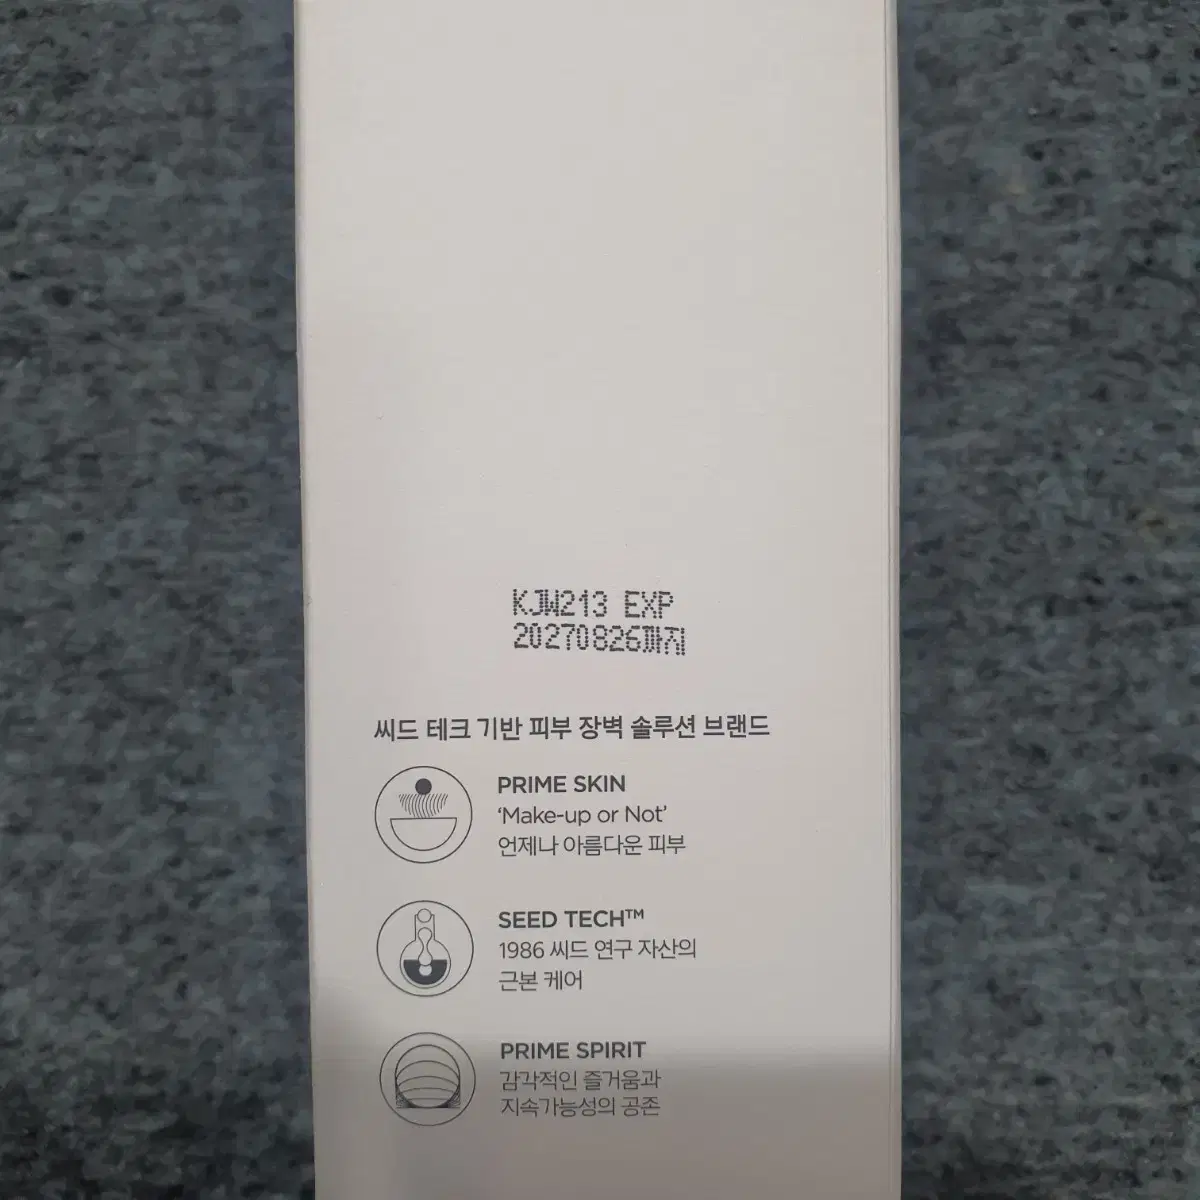 KJW213 EXP
20270826까지
씨드 테크 기반 피부 장벽 솔루션 브랜드
PRIME SKIN
‘Make-up or Not’
언제나 아름다운 피부
SEED TECH™
1986 씨드 연구 자산의
근본 케어
PRIME SPIRIT
감각적인 즐거움과
지속가능성의 공존